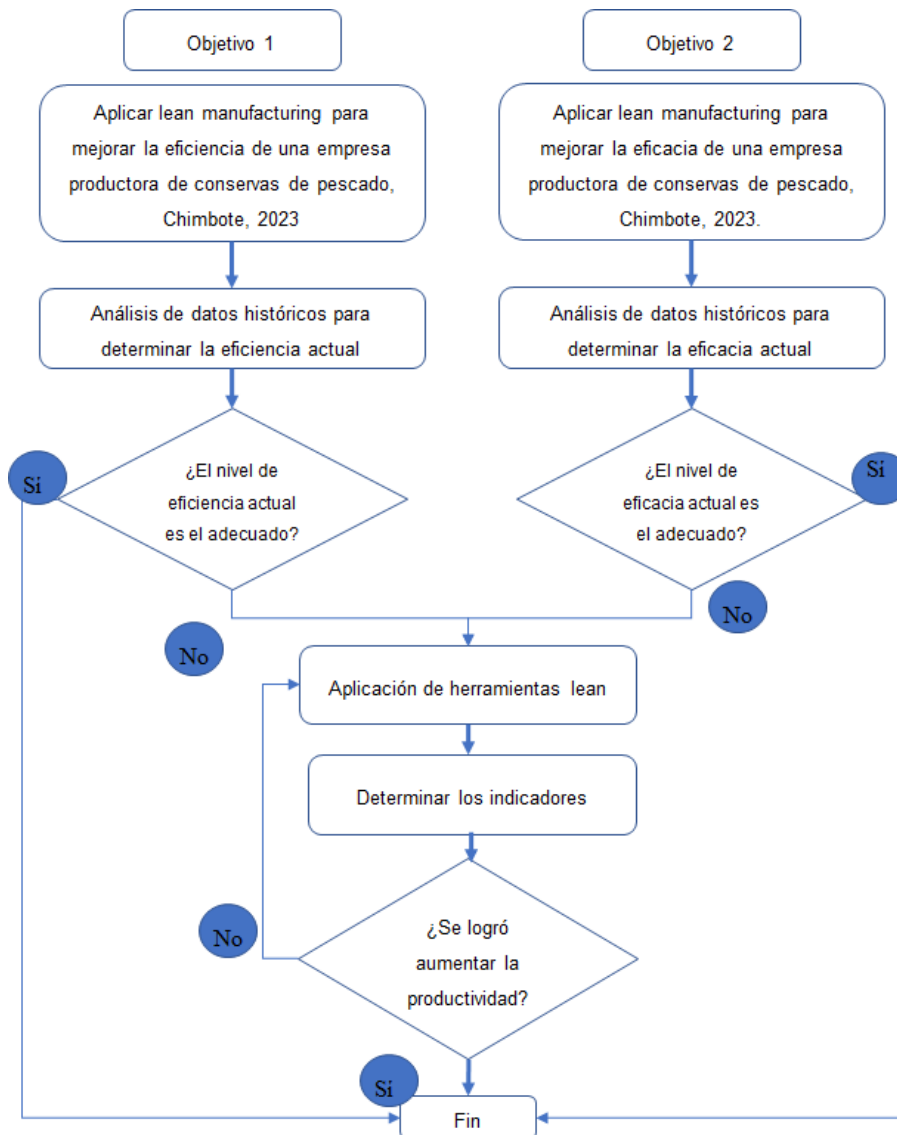 Objetivo 1
Aplicar lean manufacturing para
mejorar la eficiencia de una empresa
productora de conservas de pescado,
Chimbote, 2023
Análisis de datos históricos para
determinar la eficiencia actual
¿El nivel de
eficiencia actual
es el adecuado?
Sí
No
Objetivo 2
Aplicar lean manufacturing para
mejorar la eficacia de una empresa
productora de conservas de pescado,
Chimbote, 2023.
Análisis de datos históricos para
determinar la eficacia actual
¿El nivel de
eficacia actual es
el adecuado?
Sí
No
Aplicación de herramientas lean
Determinar los indicadores
¿Se logró
aumentar la
productividad?
No
Sí
Fin